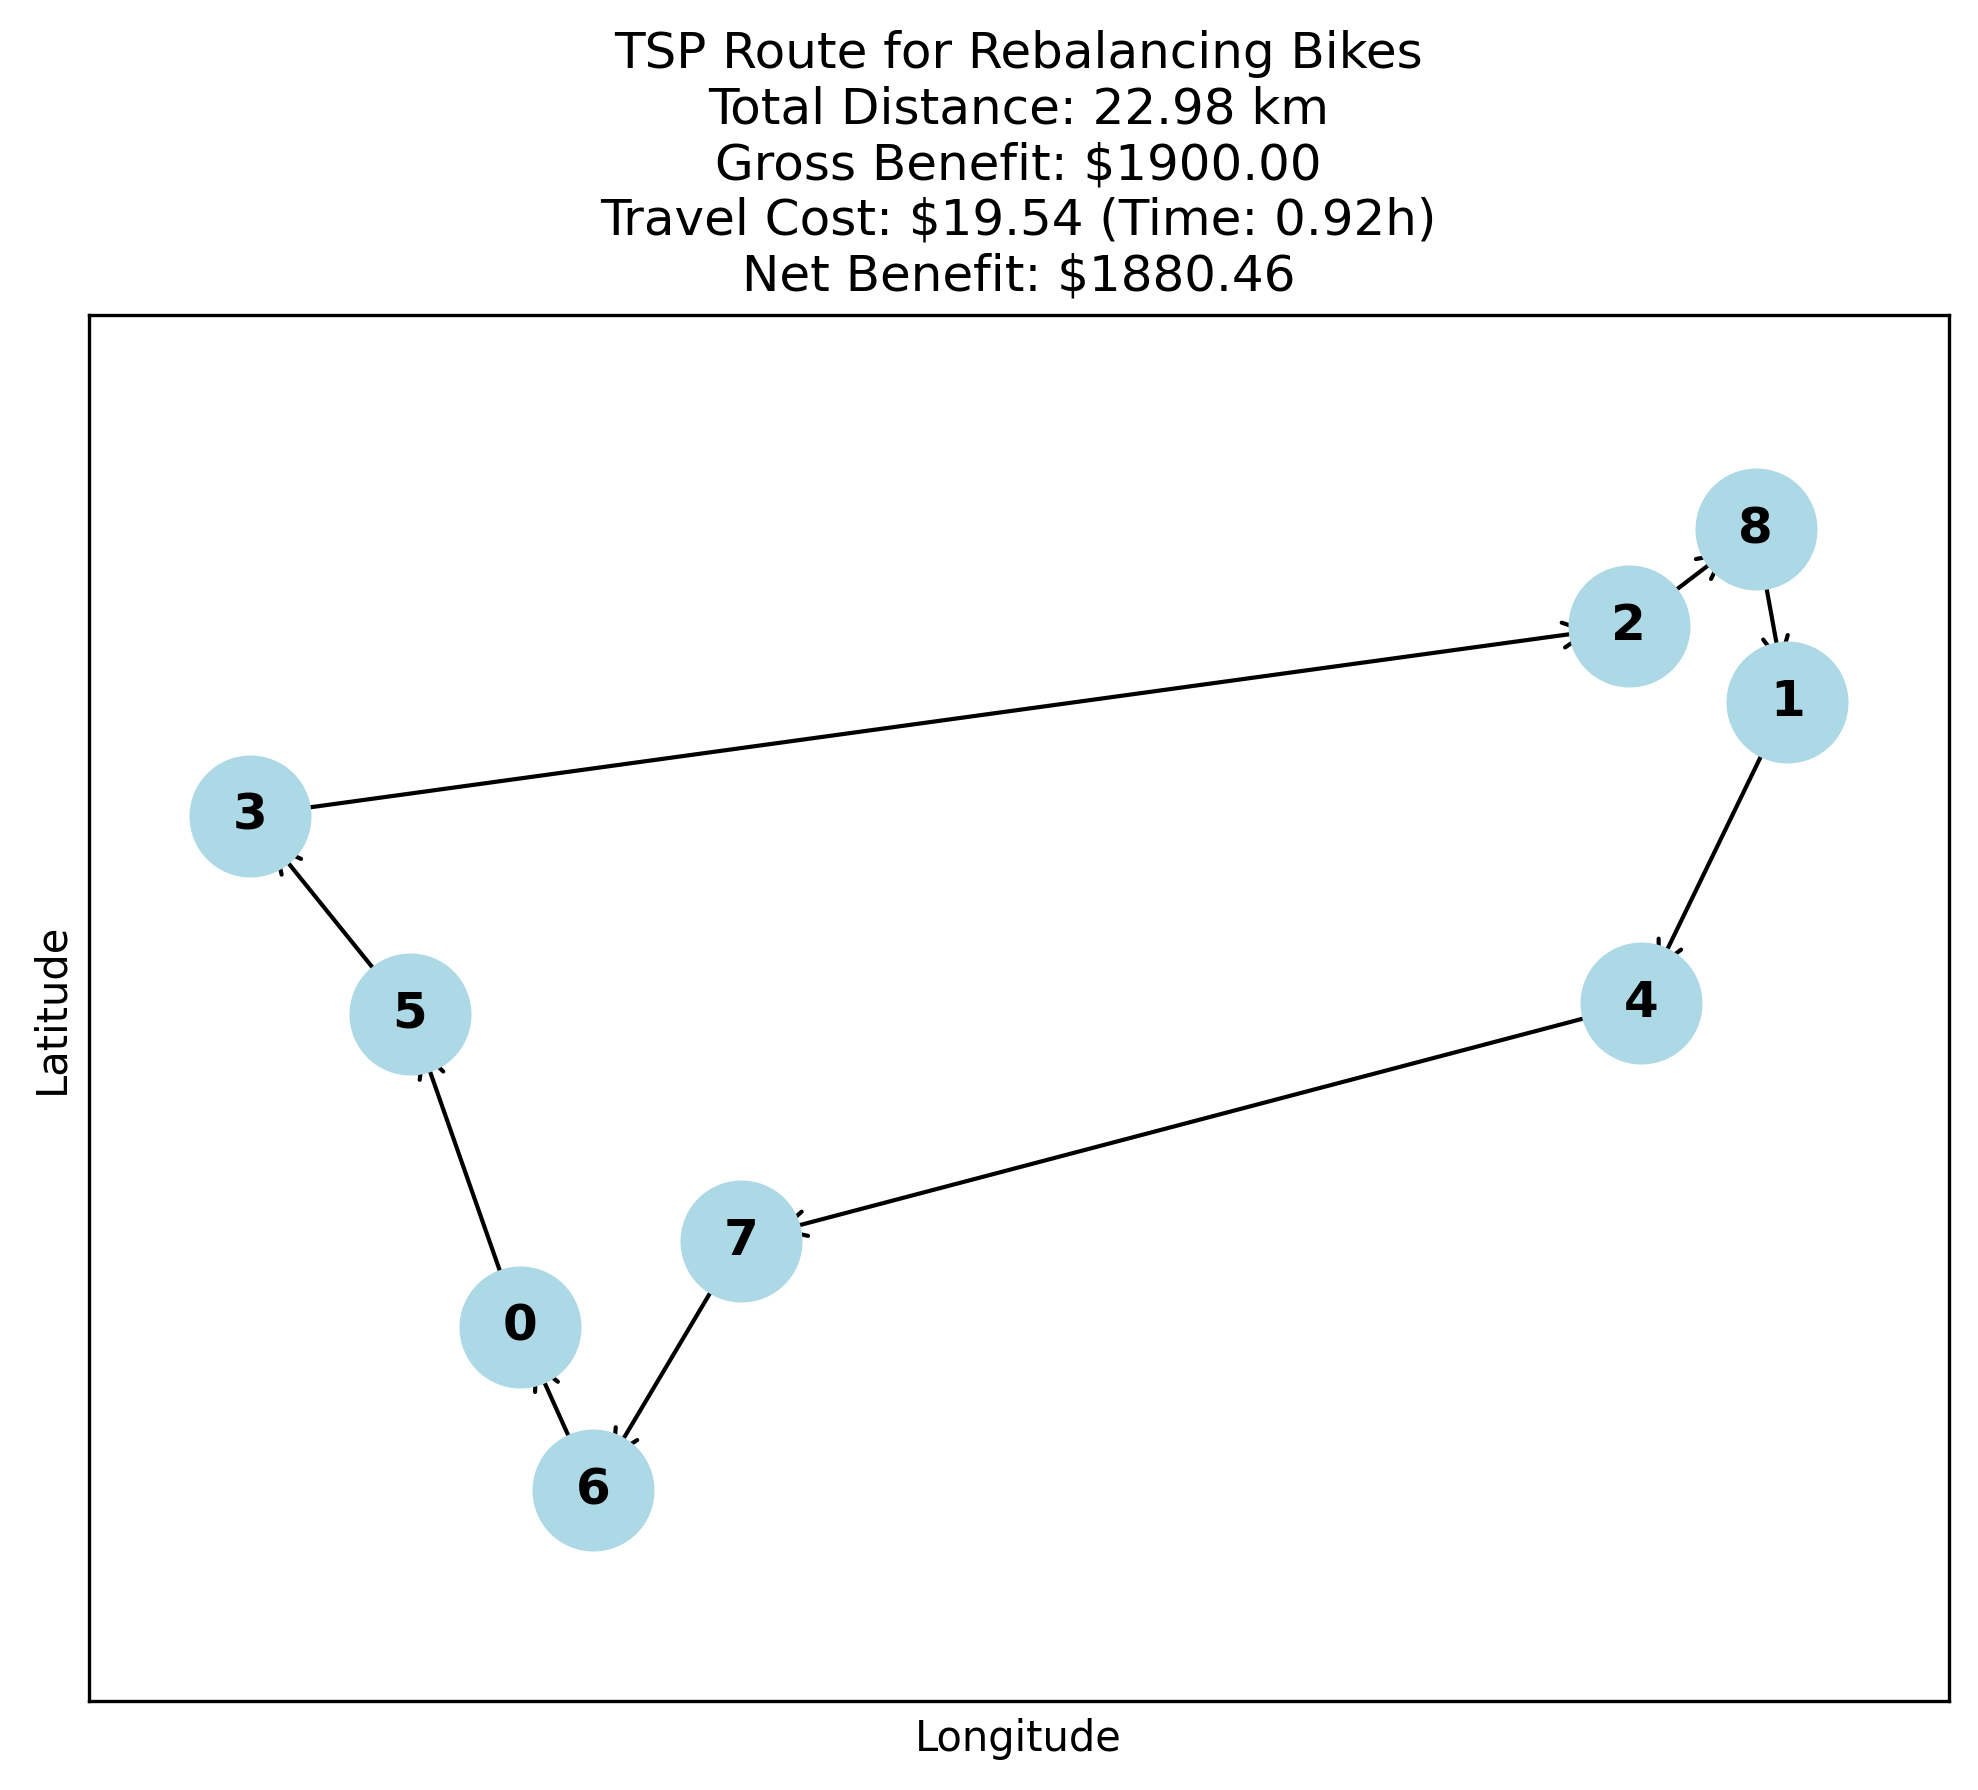 TSP Route for Rebalancing Bikes
Total Distance: 22.98 km
Gross Benefit: $1900.00
Travel Cost: $19.54 (Time: 0.92h)
Net Benefit: $1880.46
8
2
1
3
4
5
7
0
6
Latitude
Longitude